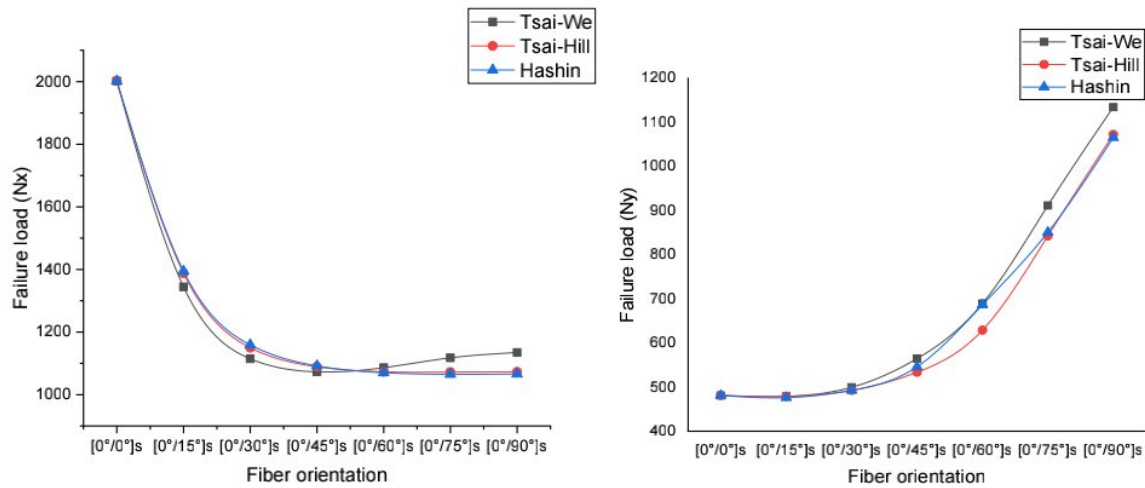 Tsai-We
Tsai-Hill
Hashin
2000
1800
1600
1400
1200
1000
Failure load (Nx)
[0°/0°]s [0°/15°]s [0°/30°]s [0°/45°]s [0°/60°]s [0°/75°]s [0°/90°]s
Fiber orientation
Tsai-We
Tsai-Hill
Hashin
1200
1100
1000
900
800
700
600
500
400
Failure load (Ny)
[0°/0°]s [0°/15°]s [0°/30°]s [0°/45°]s [0°/60°]s [0°/75°]s [0°/90°]s
Fiber orientation